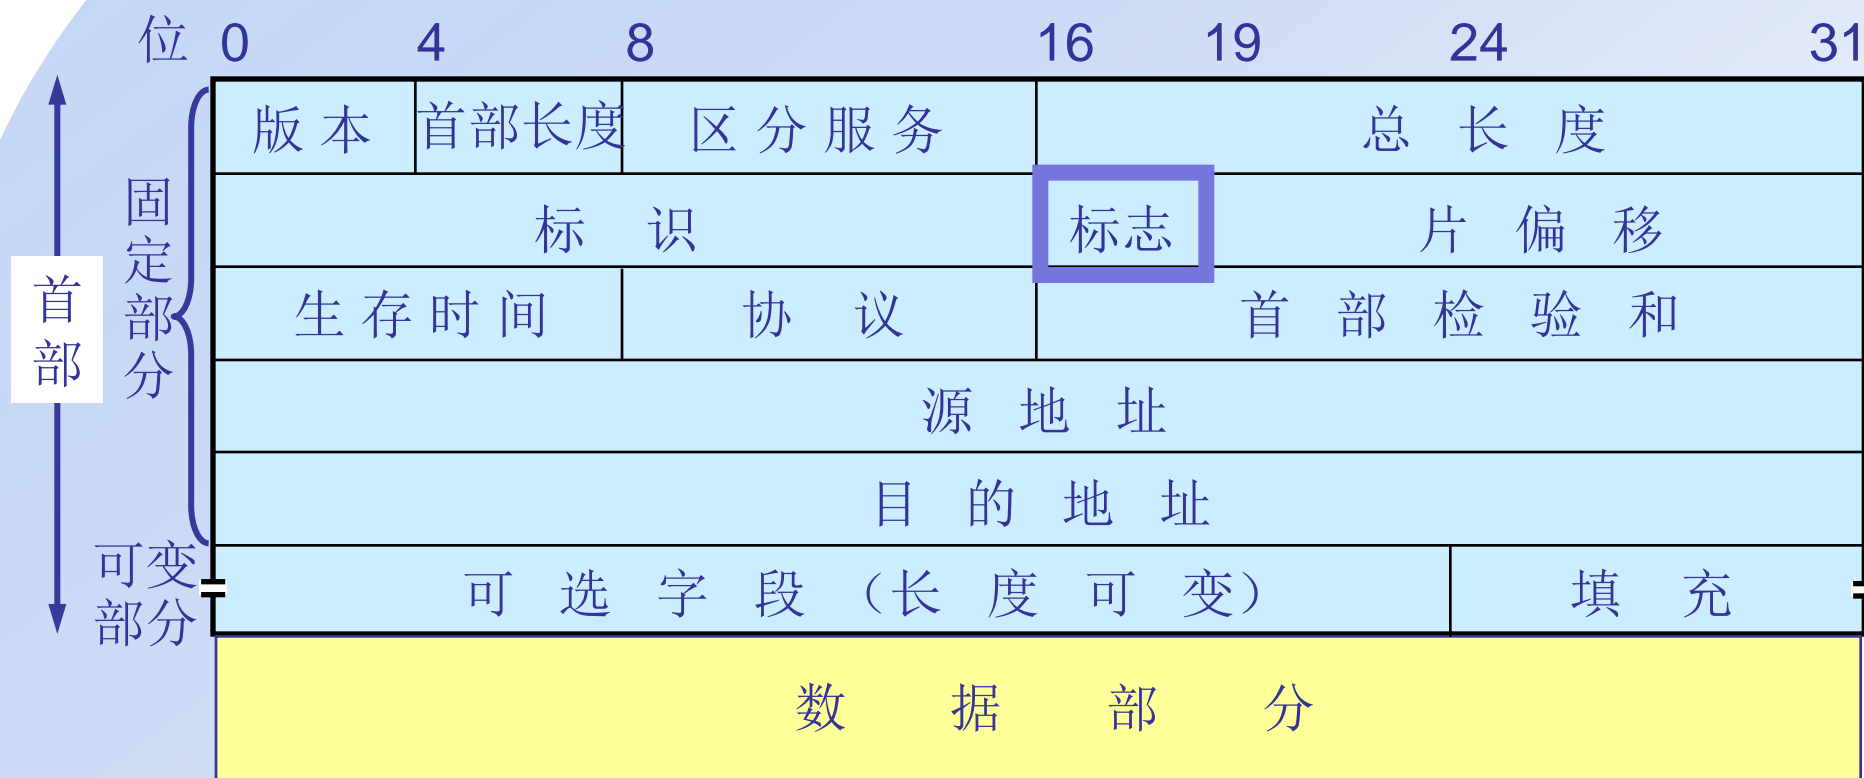 位 0 4 8 16 19 24 31
版本 首部长度 区分服务 总长度
标识 标志 片偏移
生存时间 协议 首部检验和
源地址
目的地址
可选字段（长度可变） 填充
数据部分
首部
固定部分
可变
部分